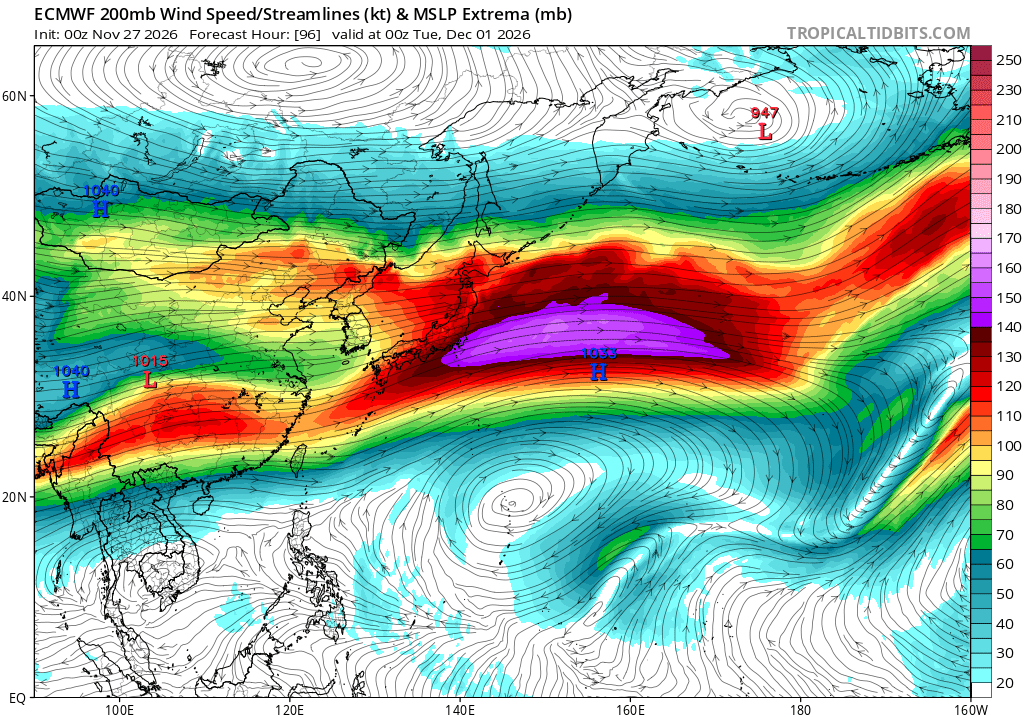 ECMWF 200mb Wind Speed/Streamlines (kt) & MSLP Extrema (mb)
Init: 00z Nov 27 2026   Forecast Hour: [96]   valid at 00z Tue, Dec 01 2026
TROPICALTIDBITS.COM
60N
40N
20N
EQ
100E
120E
140E
160E
180
160W
947
L
1040
H
1040
H
1015
L
1033
H
250
230
210
200
190
180
170
160
150
140
130
120
110
100
90
80
70
60
50
40
30
20